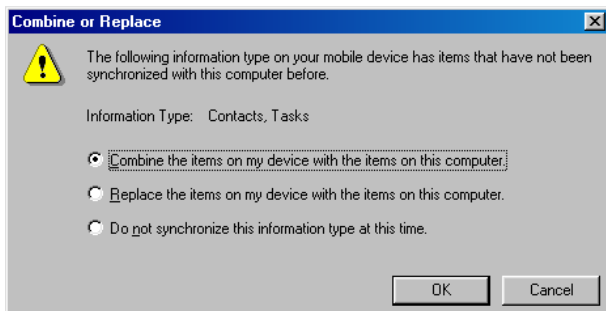 Combine or Replace
The following information type on your mobile device has items that have not been
synchronized with this computer before.
Information Type: Contacts, Tasks
Combine the items on my device with the items on this computer.
Replace the items on my device with the items on this computer.
Do not synchronize this information type at this time.
OK Cancel